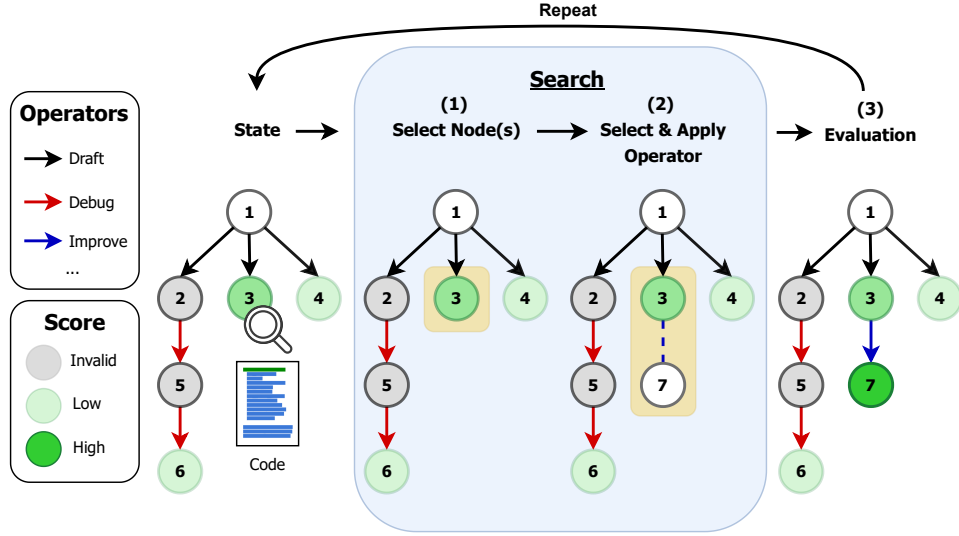 Repeat
Search
Operators
Draft
Debug
Improve
...
Score
Invalid
Low
High
State
(1)
Select Node(s)
(2)
Select & Apply
Operator
(3)
Evaluation
1
2
3
4
5
6
Code
1
2
3
4
5
6
1
2
3
4
5
7
6
1
2
3
4
5
7
6